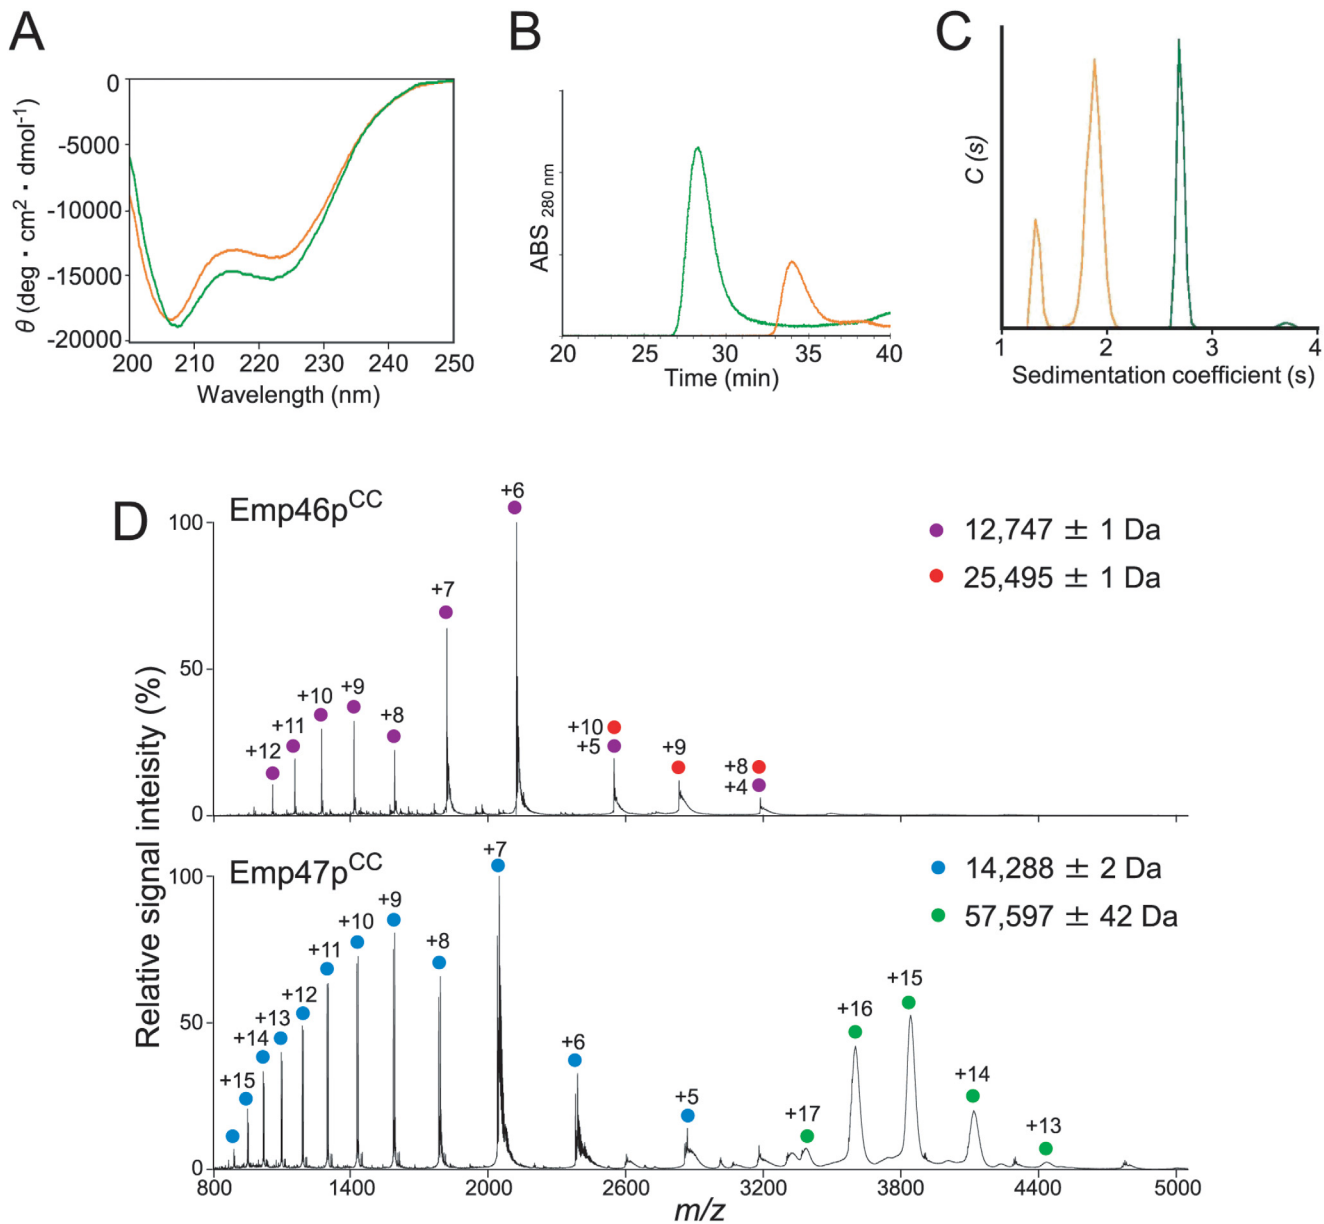 A
B
C
0
-5000
-10000
-15000
-20000
θ (deg・cm2・dmol-1)
200 210 220 230 240 250
Wavelength (nm)
ABS 280 nm
20 25 30 35 40
Time (min)
C (s)
1 2 3 4
Sedimentation coefficient (s)
D
Relative signal inteisity (%)
Emp46pCC
100
50
0
+12
+11
+10
+9
+8
+7
+6
+10
+5
+9
+8
+4
12,747 ± 1 Da
25,495 ± 1 Da
Emp47pCC
100
50
0
+15
+14
+13
+12
+11
+10
+9
+8
+7
+6
+5
+17
+16
+15
+14
+13
14,288 ± 2 Da
57,597 ± 42 Da
800 1400 2000 2600 3200 3800 4400 5000
m/z